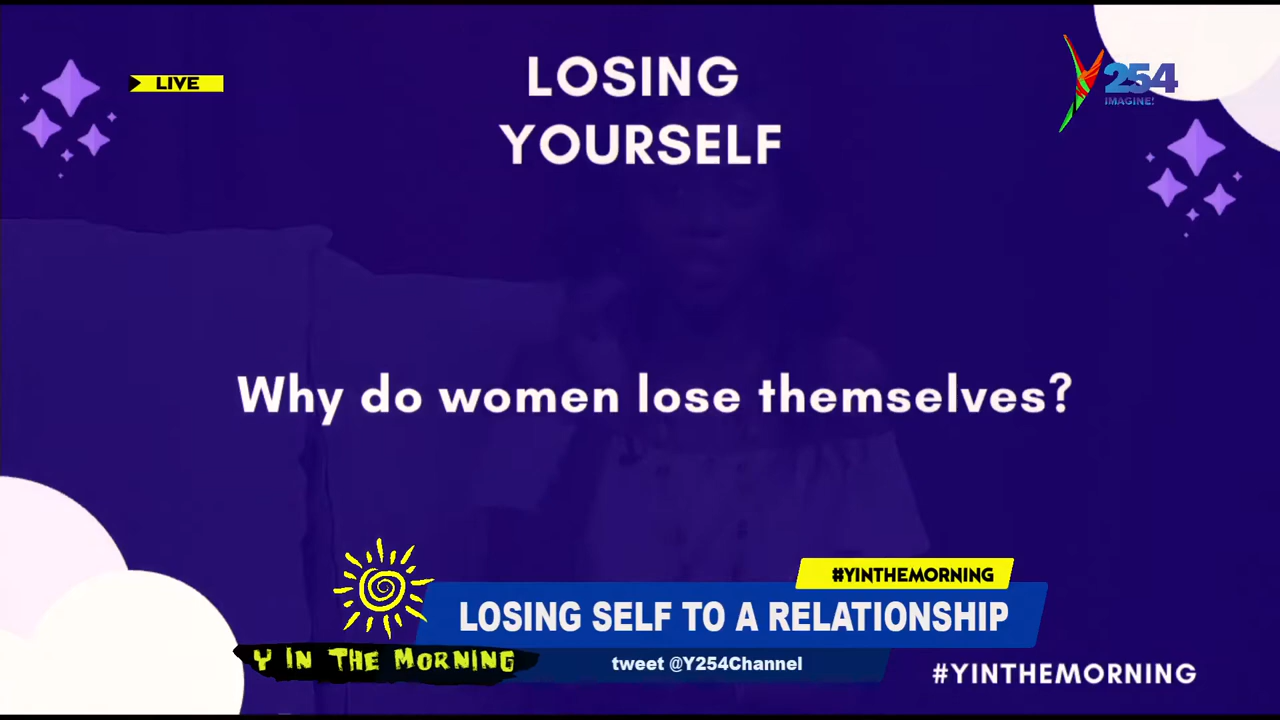 LOSING
YOURSELF
LIVE
254
IMAGINE!
Why do women lose themselves?
#YINTHEMORNING
LOSING SELF TO A RELATIONSHIP
Y IN THE MORNING
tweet @Y254Channel
#YINTHEMORNING